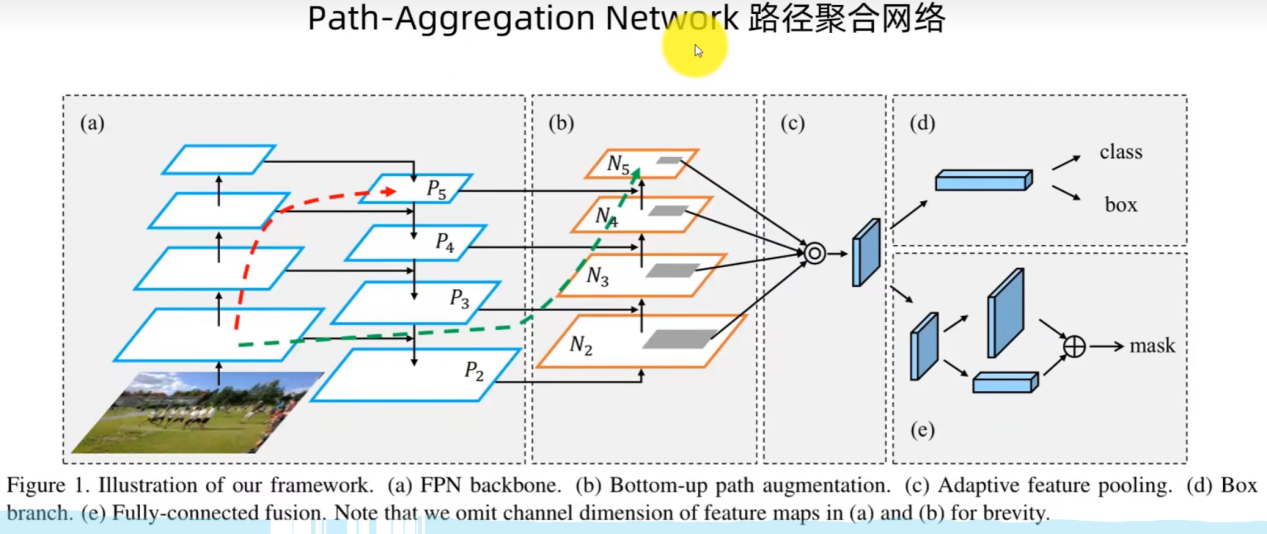 Path-Aggregation Network 路径聚合网络
(a)
(b)
(c)
(d)
P5
P4
P3
P2
N5
N4
N3
N2
class
box
mask
(e)
Figure 1. Illustration of our framework. (a) FPN backbone. (b) Bottom-up path augmentation. (c) Adaptive feature pooling. (d) Box
branch. (e) Fully-connected fusion. Note that we omit channel dimension of feature maps in (a) and (b) for brevity.